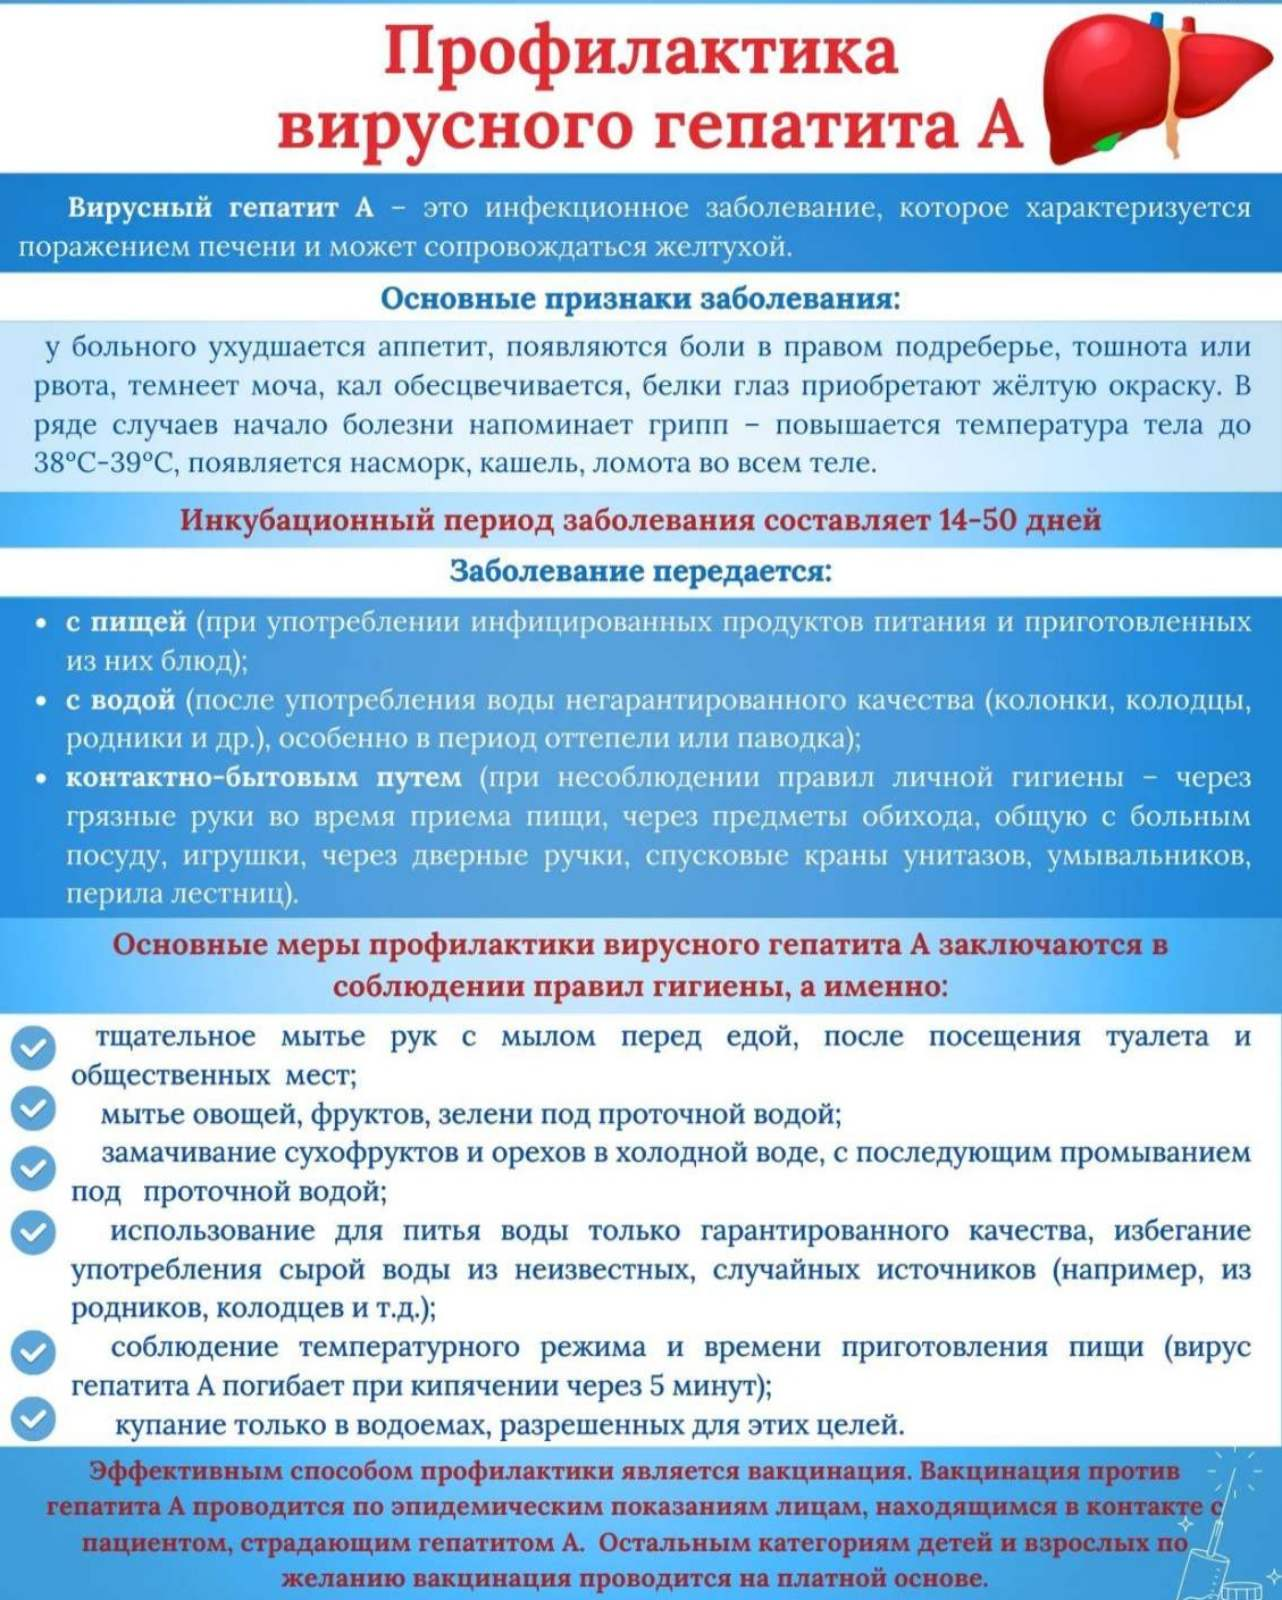 Профилактика
вирусного гепатита А
Вирусный гепатит А – это инфекционное заболевание, которое характеризуется
поражением печени и может сопровождаться желтухой.
Основные признаки заболевания:
у больного ухудшается аппетит, появляются боли в правом подреберье, тошнота или
рвота, темнеет моча, кал обесцвечивается, белки глаз приобретают жёлтую окраску. В
ряде случаев начало болезни напоминает грипп – повышается температура тела до
38°С-39°С, появляется насморк, кашель, ломота во всем теле.
Инкубационный период заболевания составляет 14-50 дней
Заболевание передается:
• с пищей (при употреблении инфицированных продуктов питания и приготовленных
из них блюд);
• с водой (после употребления воды негарантированного качества (колонки, колодцы,
родники и др.), особенно в период оттепели или паводка);
• контактно-бытовым путем (при несоблюдении правил личной гигиены – через
грязные руки во время приема пищи, через предметы обихода, общую с больным
посуду, игрушки, через дверные ручки, спусковые краны унитазов, умывальников,
перила лестниц).
Основные меры профилактики вирусного гепатита А заключаются в
соблюдении правил гигиены, а именно:
тщательное мытье рук с мылом перед едой, после посещения туалета и
общественных мест;
мытье овощей, фруктов, зелени под проточной водой;
замачивание сухофруктов и орехов в холодной воде, с последующим промыванием
под проточной водой;
использование для питья воды только гарантированного качества, избегание
употребления сырой воды из неизвестных, случайных источников (например, из
родников, колодцев и т.д.);
соблюдение температурного режима и времени приготовления пищи (вирус
гепатита А погибает при кипячении через 5 минут);
купание только в водоемах, разрешенных для этих целей.
Эффективным способом профилактики является вакцинация. Вакцинация против
гепатита А проводится по эпидемическим показаниям лицам, находящимся в контакте с
пациентом, страдающим гепатитом А. Остальным категориям детей и взрослых по
желанию вакцинация проводится на платной основе.